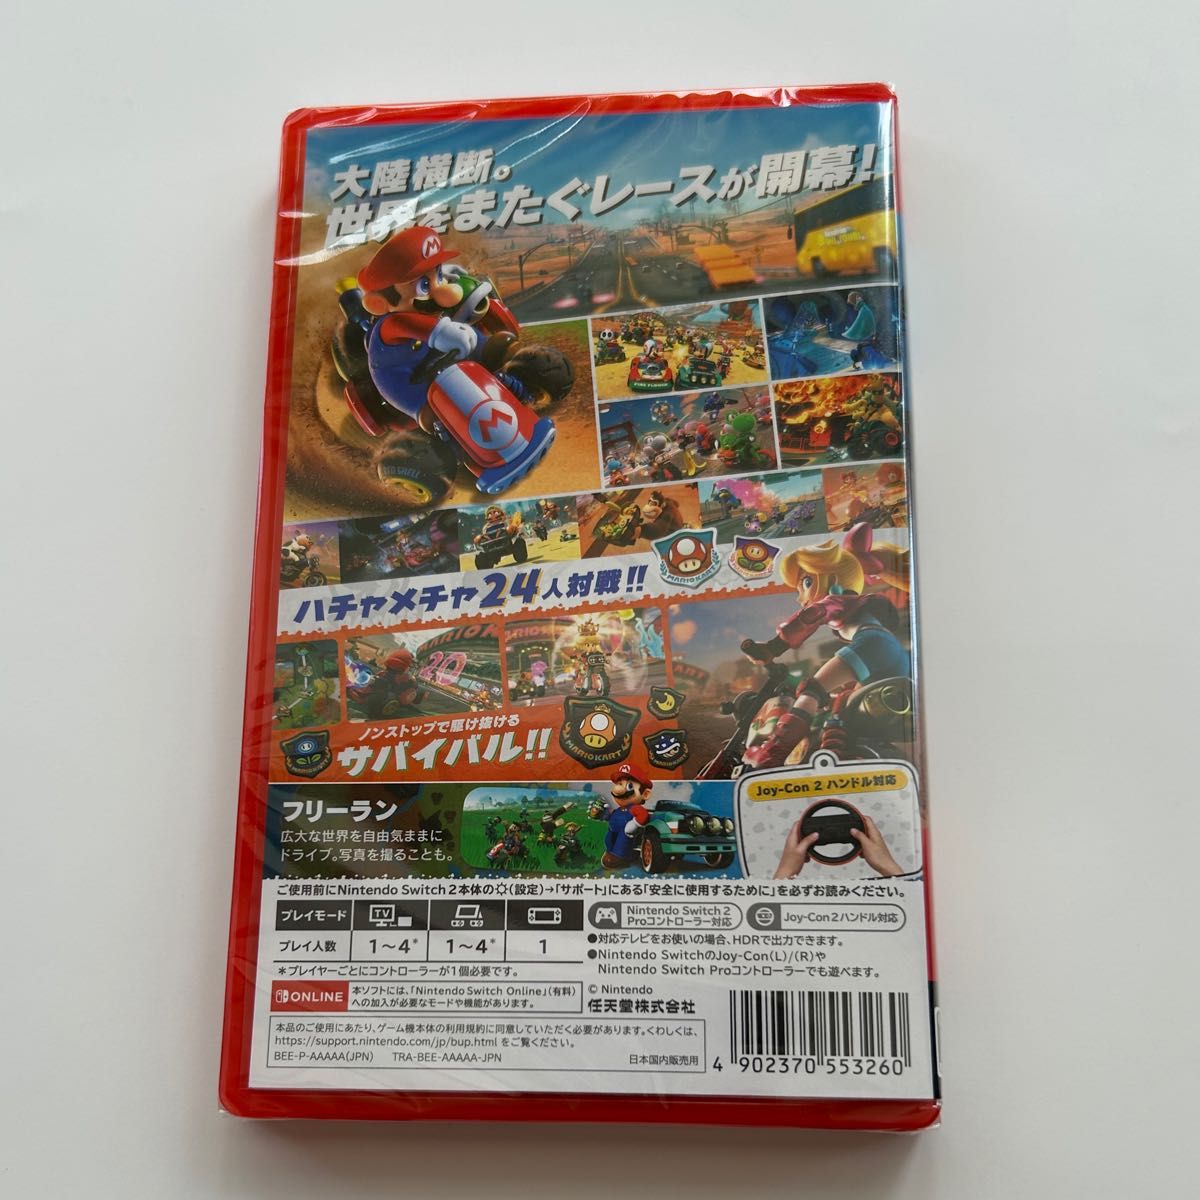 大陸横断。
世界をまたぐレースが開幕!
M
M
RED SHELL
FIRE FLOWER
MARIO KART
ハチャメチャ24人対戦!!
MARIO KART
20
ノンストップで駆け抜ける
サバイバル!!
MARIO KART
MARIO KART
MARIO KART
フリーラン
広大な世界を自由気ままに
ドライブ。写真を撮ることも。
Joy-Con 2 ハンドル対応
ご使用前にNintendo Switch 2本体の(設定)→「サポート」にある「安全に使用するために」を必ずお読みください。
プレイモード TV
プレイ人数 1〜4* 1〜4* 1
*プレイヤーごとにコントローラーが1個必要です。
Nintendo Switch 2
Proコントローラー対応
Joy-Con 2ハンドル対応
●対応テレビをお使いの場合、HDRで出力できます。
●Nintendo SwitchのJoy-Con(L)/(R)や
Nintendo Switch Proコントローラーでも遊べます。
ONLINE
本ソフトには、「Nintendo Switch Online」(有料)
への加入が必要なモードや機能があります。
© Nintendo
任天堂株式会社
本品のご使用にあたり、ゲーム機本体の利用規約に同意していただく必要があります。くわしくは、
https://support.nintendo.com/jp/bup.html をご覧ください。
BEE-P-AAAAA(JPN) TRA-BEE-AAAAA-JPN 日本国内販売用
4 902370 553260